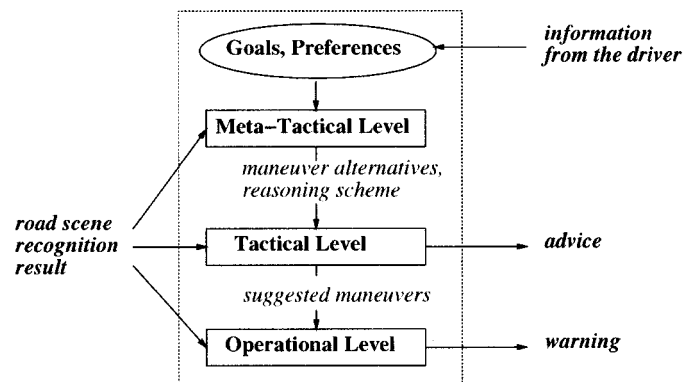 Goals, Preferences
information
from the driver
Meta-Tactical Level
maneuver alternatives,
reasoning scheme
road scene
recognition
result
Tactical Level
advice
suggested maneuvers
Operational Level
warning